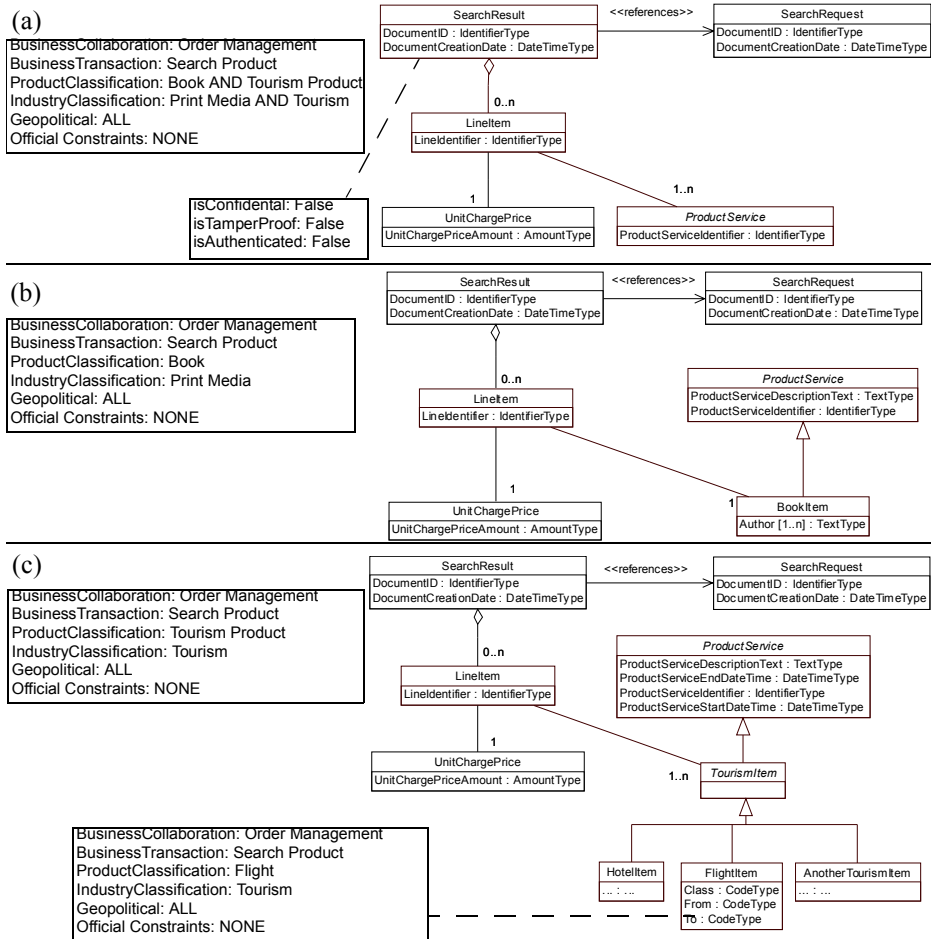 (a)
SearchResult
DocumentID : IdentifierType
DocumentCreationDate : DateTimeType
<<references>>
SearchRequest
DocumentID : IdentifierType
DocumentCreationDate : DateTimeType
BusinessCollaboration: Order Management
BusinessTransaction: Search Product
ProductClassification: Book AND Tourism Product
IndustryClassification: Print Media AND Tourism
Geopolitical: ALL
Official Constraints: NONE
0..n
LineItem
LineIdentifier : IdentifierType
1
1..n
isConfidental: False
isTamperProof: False
isAuthenticated: False
UnitChargePrice
UnitChargePriceAmount : AmountType
ProductService
ProductServiceIdentifier : IdentifierType
(b)
SearchResult
DocumentID : IdentifierType
DocumentCreationDate : DateTimeType
<<references>>
SearchRequest
DocumentID : IdentifierType
DocumentCreationDate : DateTimeType
BusinessCollaboration: Order Management
BusinessTransaction: Search Product
ProductClassification: Book
IndustryClassification: Print Media
Geopolitical: ALL
Official Constraints: NONE
0..n
LineItem
LineIdentifier : IdentifierType
ProductService
ProductServiceDescriptionText : TextType
ProductServiceIdentifier : IdentifierType
1
1
UnitChargePrice
UnitChargePriceAmount : AmountType
BookItem
Author [1..n] : TextType
(c)
SearchResult
DocumentID : IdentifierType
DocumentCreationDate : DateTimeType
<<references>>
SearchRequest
DocumentID : IdentifierType
DocumentCreationDate : DateTimeType
BusinessCollaboration: Order Management
BusinessTransaction: Search Product
ProductClassification: Tourism Product
IndustryClassification: Tourism
Geopolitical: ALL
Official Constraints: NONE
0..n
LineItem
LineIdentifier : IdentifierType
ProductService
ProductServiceDescriptionText : TextType
ProductServiceEndDateTime : DateTimeType
ProductServiceIdentifier : IdentifierType
ProductServiceStartDateTime : DateTimeType
1
UnitChargePrice
UnitChargePriceAmount : AmountType
1..n
TourismItem
BusinessCollaboration: Order Management
BusinessTransaction: Search Product
ProductClassification: Flight
IndustryClassification: Tourism
Geopolitical: ALL
Official Constraints: NONE
HotelItem
... : ...
FlightItem
Class : CodeType
From : CodeType
To : CodeType
AnotherTourismItem
... : ...